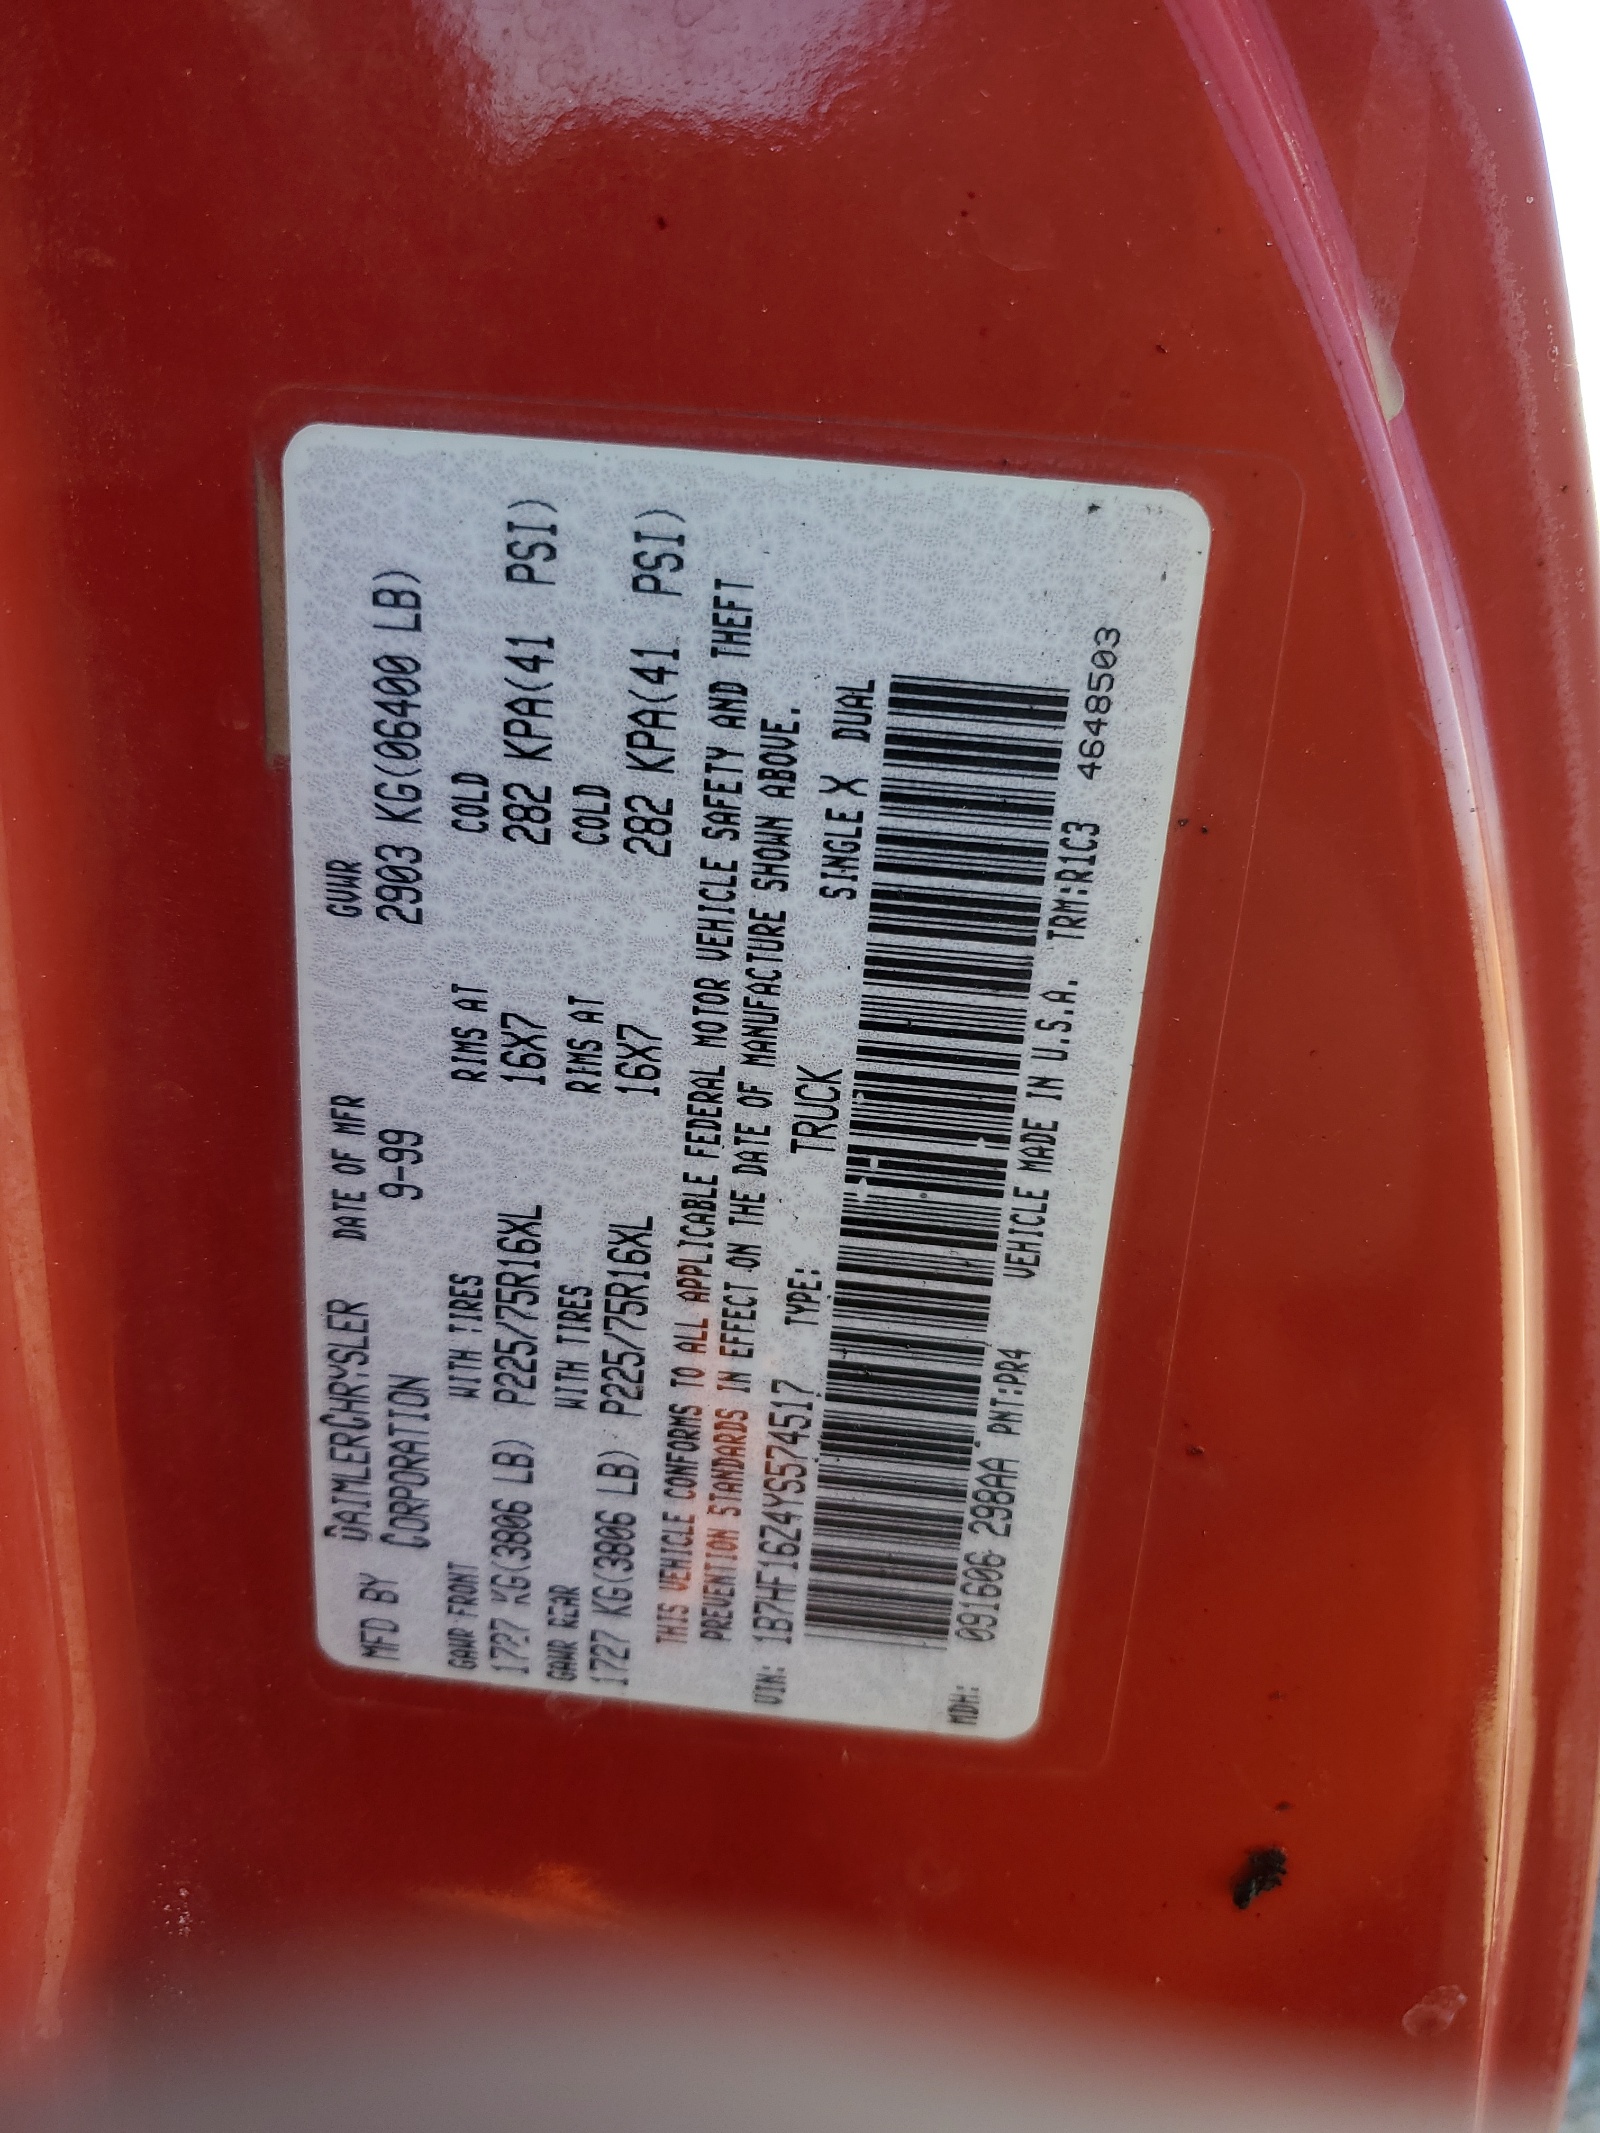 MFD BY DAIMLERCHRYSLER DATE OF MFR GVWR
CORPORATION 9-99 2903 KG(06400 LB)
GAWR FRONT WITH TIRES RIMS AT COLD
1727 KG(3806 LB) P225/75R16XL 16X7 282 KPA(41 PSI)
GAWR REAR WITH TIRES RIMS AT COLD
1727 KG(3806 LB) P225/75R16XL 16X7 282 KPA(41 PSI)
THIS VEHICLE CONFORMS TO ALL APPLICABLE FEDERAL MOTOR VEHICLE SAFETY AND THEFT
PREVENTION STANDARDS IN EFFECT ON THE DATE OF MANUFACTURE SHOWN ABOVE.
VIN: 1B7HF16Z4YS574517 TYPE: TRUCK SINGLE X DUAL
MDH: 091606 298AA PNT:PR4 VEHICLE MADE IN U.S.A. TRM:R1C3 4648503